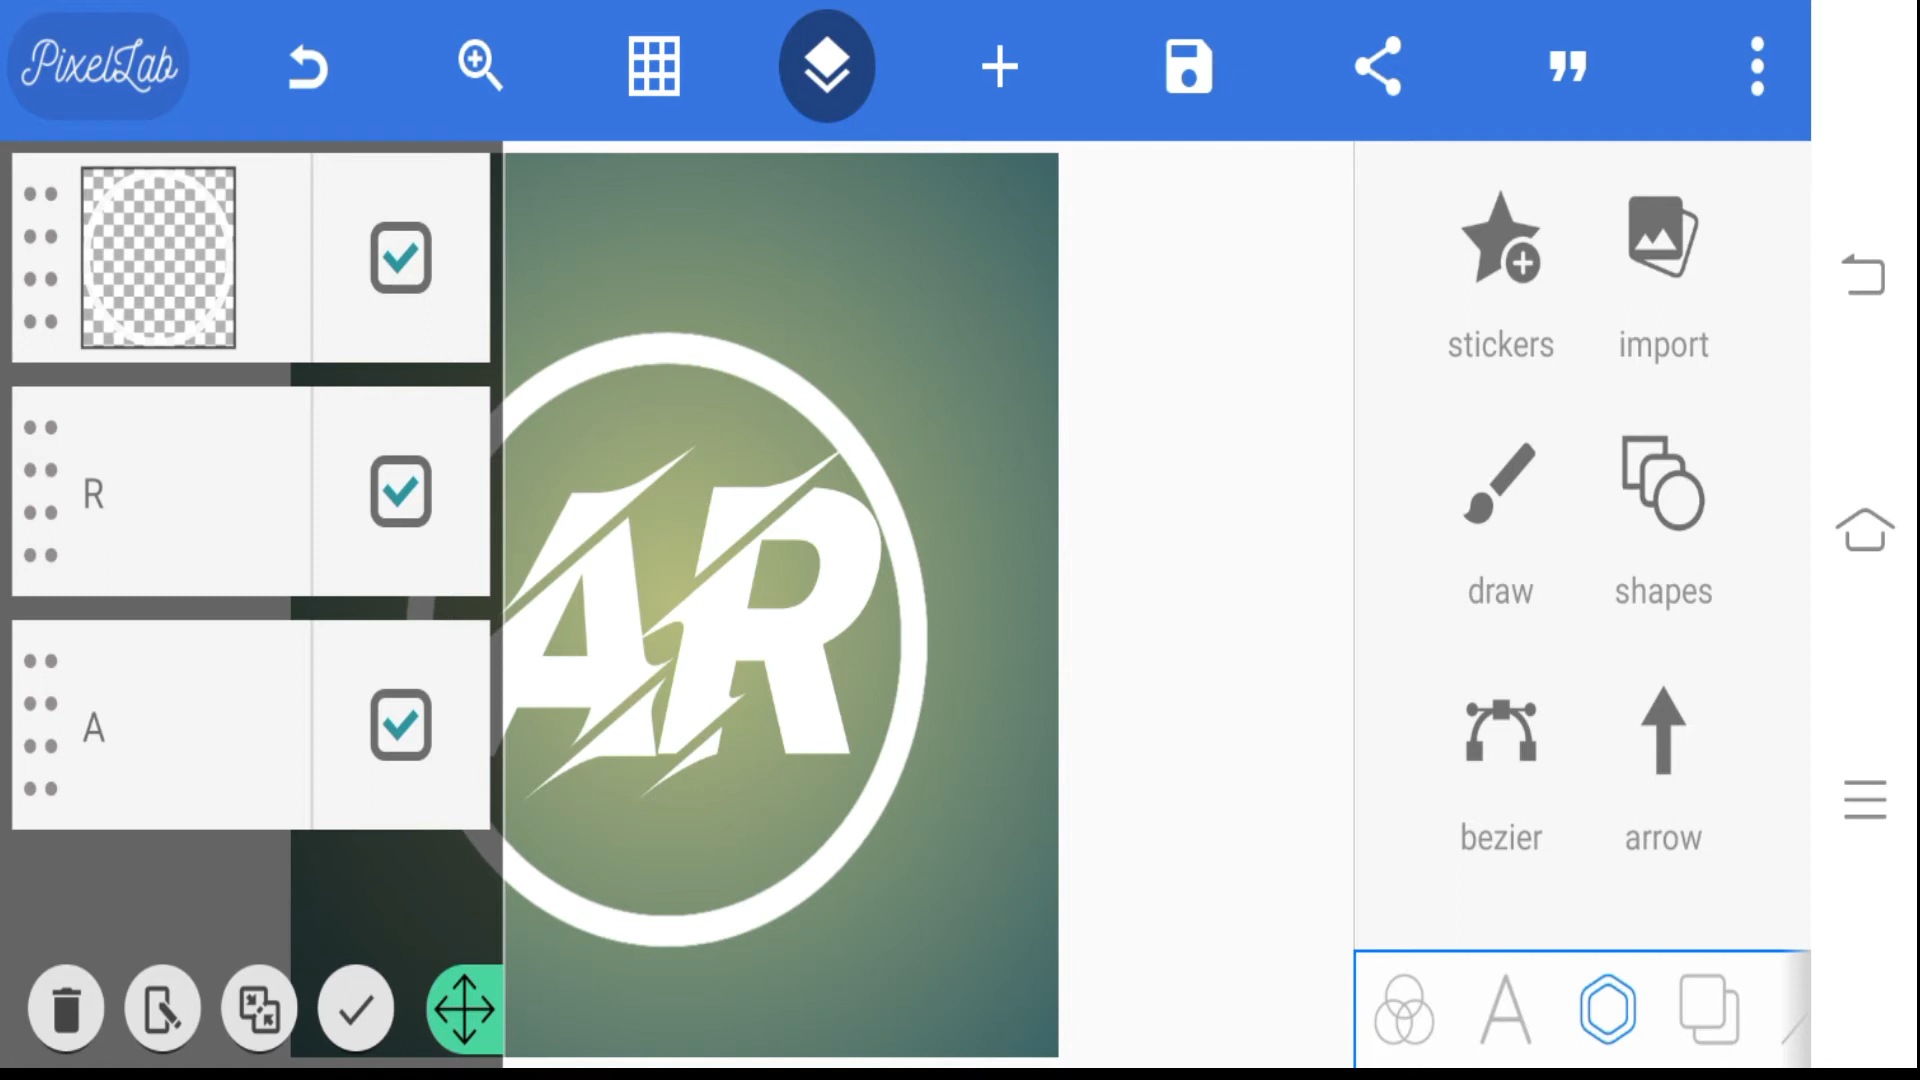 PixelLab
R
A
AR
stickers import
draw shapes
bezier arrow